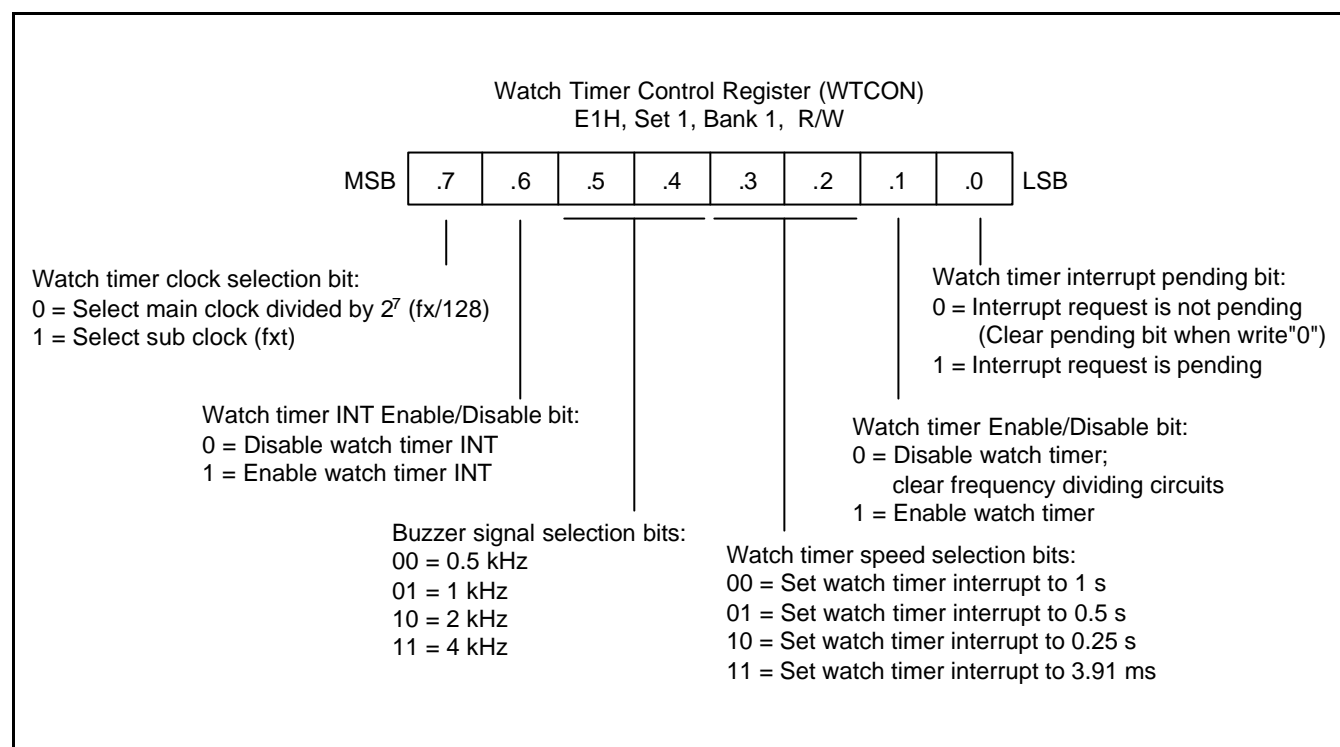 Watch Timer Control Register (WTCON)
E1H, Set 1, Bank 1, R/W
MSB .7 .6 .5 .4 .3 .2 .1 .0 LSB
Watch timer clock selection bit:
0 = Select main clock divided by 2⁷ (fx/128)
1 = Select sub clock (fxt)
Watch timer interrupt pending bit:
0 = Interrupt request is not pending
(Clear pending bit when write"0")
1 = Interrupt request is pending
Watch timer INT Enable/Disable bit:
0 = Disable watch timer INT
1 = Enable watch timer INT
Watch timer Enable/Disable bit:
0 = Disable watch timer;
clear frequency dividing circuits
1 = Enable watch timer
Buzzer signal selection bits:
00 = 0.5 kHz
01 = 1 kHz
10 = 2 kHz
11 = 4 kHz
Watch timer speed selection bits:
00 = Set watch timer interrupt to 1 s
01 = Set watch timer interrupt to 0.5 s
10 = Set watch timer interrupt to 0.25 s
11 = Set watch timer interrupt to 3.91 ms